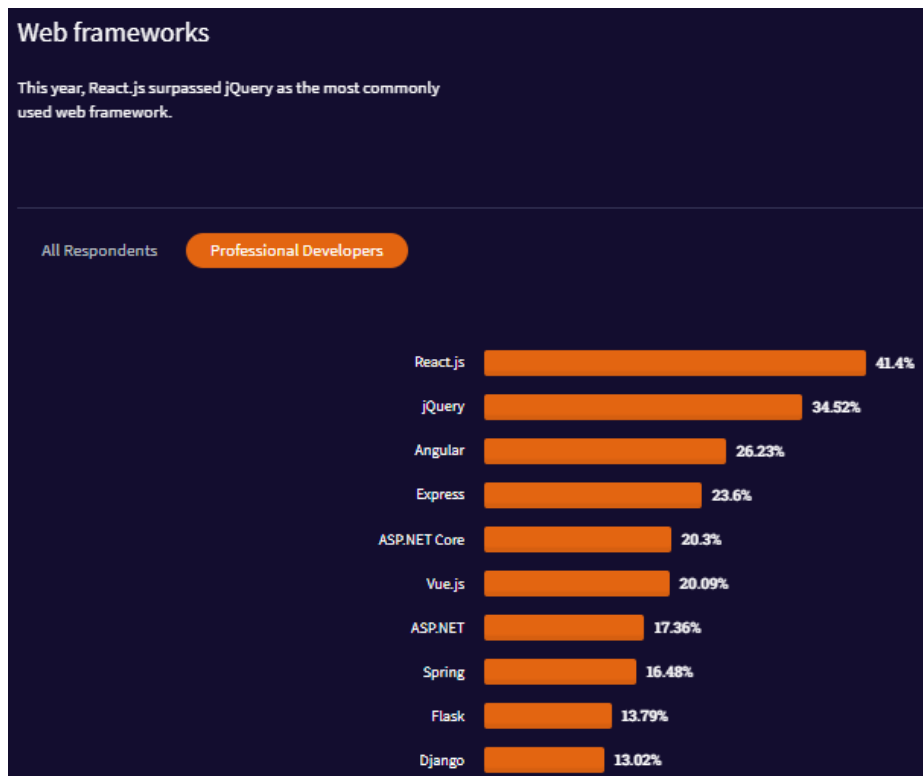 Web frameworks
This year, React.js surpassed jQuery as the most commonly
used web framework.
All Respondents Professional Developers
React.js 41.4%
jQuery 34.52%
Angular 26.23%
Express 23.6%
ASP.NET Core 20.3%
Vue.js 20.09%
ASP.NET 17.36%
Spring 16.48%
Flask 13.79%
Django 13.02%